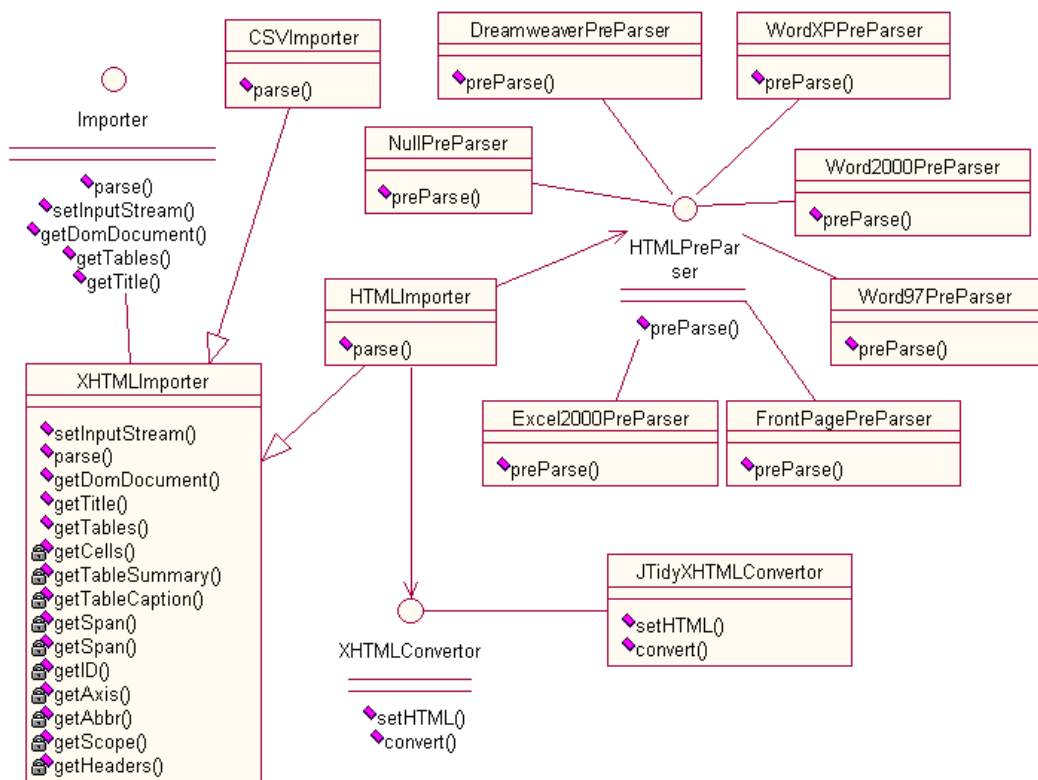 CSVImporter
parse()
DreamweaverPreParser
preParse()
WordXPPreParser
preParse()
Importer
parse()
setInputStream()
getDomDocument()
getTables()
getTitle()
NullPreParser
preParse()
Word2000PreParser
preParse()
HTMLPrePar
ser
preParse()
HTMLImporter
parse()
Word97PreParser
preParse()
XHTMLImporter
setInputStream()
parse()
getDomDocument()
getTitle()
getTables()
getCells()
getTableSummary()
getTableCaption()
getSpan()
getSpan()
getID()
getAxis()
getAbbr()
getScope()
getHeaders()
Excel2000PreParser
preParse()
FrontPagePreParser
preParse()
JTidyXHTMLConvertor
setHTML()
convert()
XHTMLConvertor
setHTML()
convert()